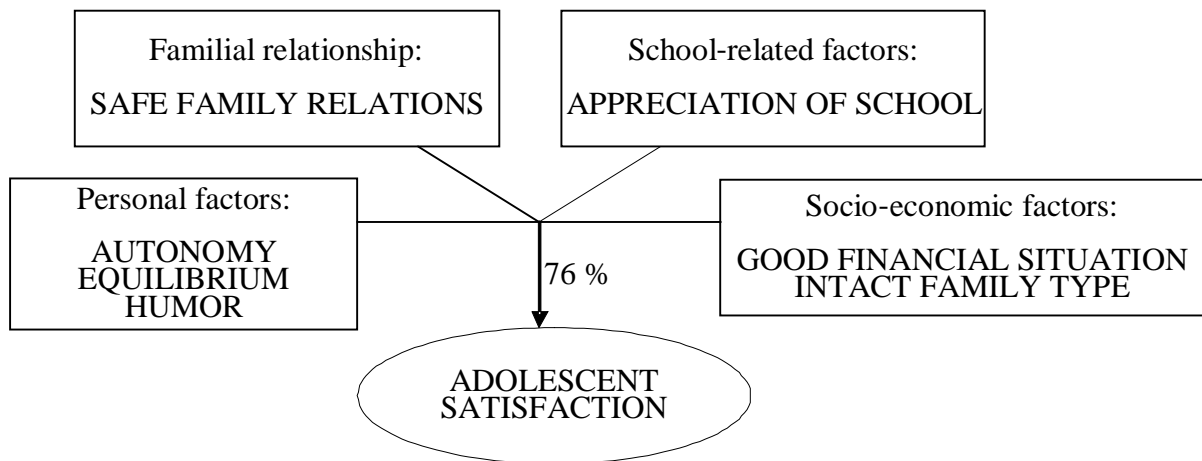 Familial relationship:
SAFE FAMILY RELATIONS
School-related factors:
APPRECIATION OF SCHOOL
Personal factors:
AUTONOMY
EQUILIBRIUM
HUMOR
Socio-economic factors:
GOOD FINANCIAL SITUATION
INTACT FAMILY TYPE
76 %
ADOLESCENT
SATISFACTION